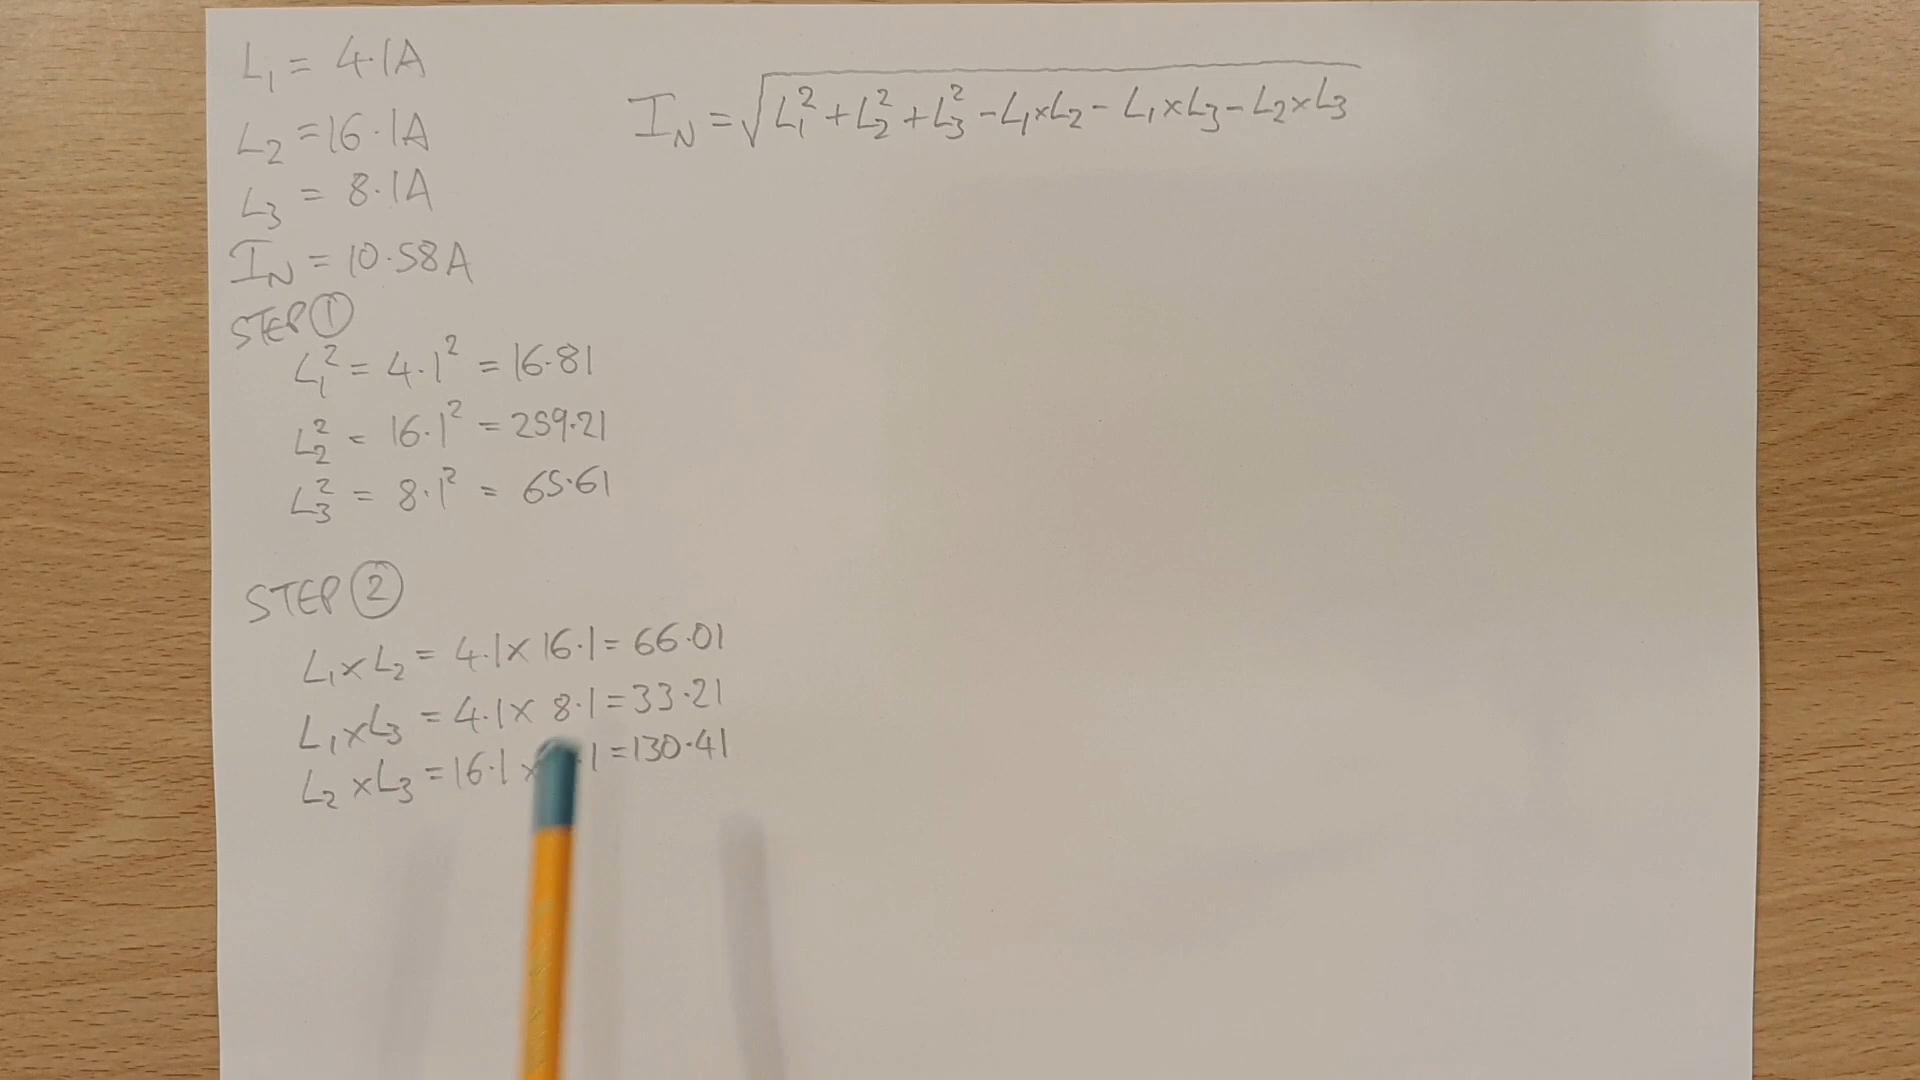 L₁ = 4.1A
L₂ = 16.1A
L₃ = 8.1A
I_N = 10.58A
I_N = √(L₁² + L₂² + L₃² - L₁×L₂ - L₁×L₃ - L₂×L₃)
STEP ①
L₁² = 4.1² = 16.81
L₂² = 16.1² = 259.21
L₃² = 8.1² = 65.61
STEP ②
L₁×L₂ = 4.1×16.1 = 66.01
L₁×L₃ = 4.1×8.1 = 33.21
L₂×L₃ = 16.1× .1 = 130.41